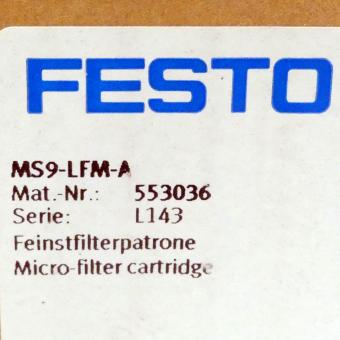 FESTO
MS9-LFM-A
Mat.-Nr.: 553036
Serie: L143
Feinstfilterpatrone
Micro-filter cartridge